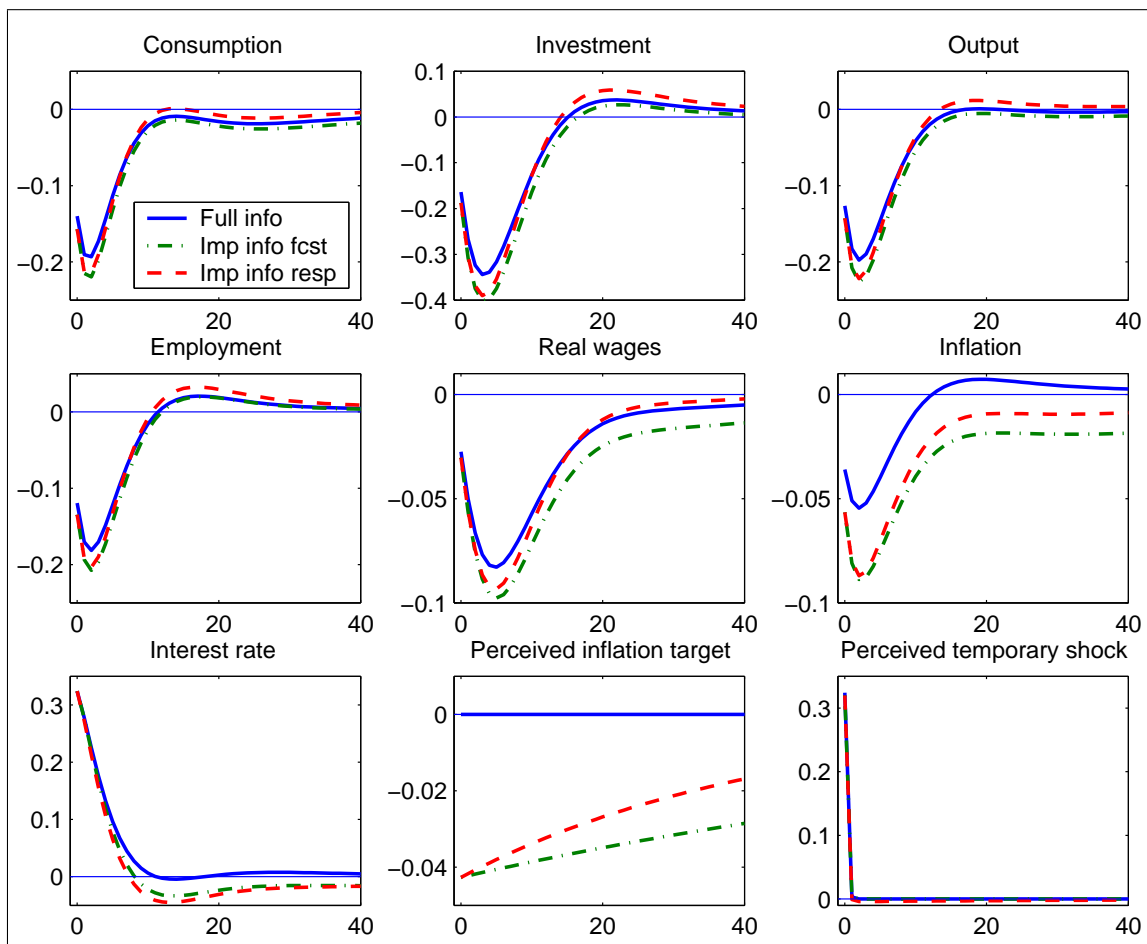 Consumption
Investment
Output
0
−0.1
−0.2
0 20 40
Full info
Imp info fcst
Imp info resp
0.1
0
−0.1
−0.2
−0.3
−0.4
0 20 40
0
−0.1
−0.2
0 20 40
Employment
Real wages
Inflation
0
−0.1
−0.2
0 20 40
0
−0.05
−0.1
0 20 40
0
−0.05
−0.1
0 20 40
Interest rate
Perceived inflation target
Perceived temporary shock
0.3
0.2
0.1
0
0 20 40
0
−0.02
−0.04
0 20 40
0.3
0.2
0.1
0
0 20 40